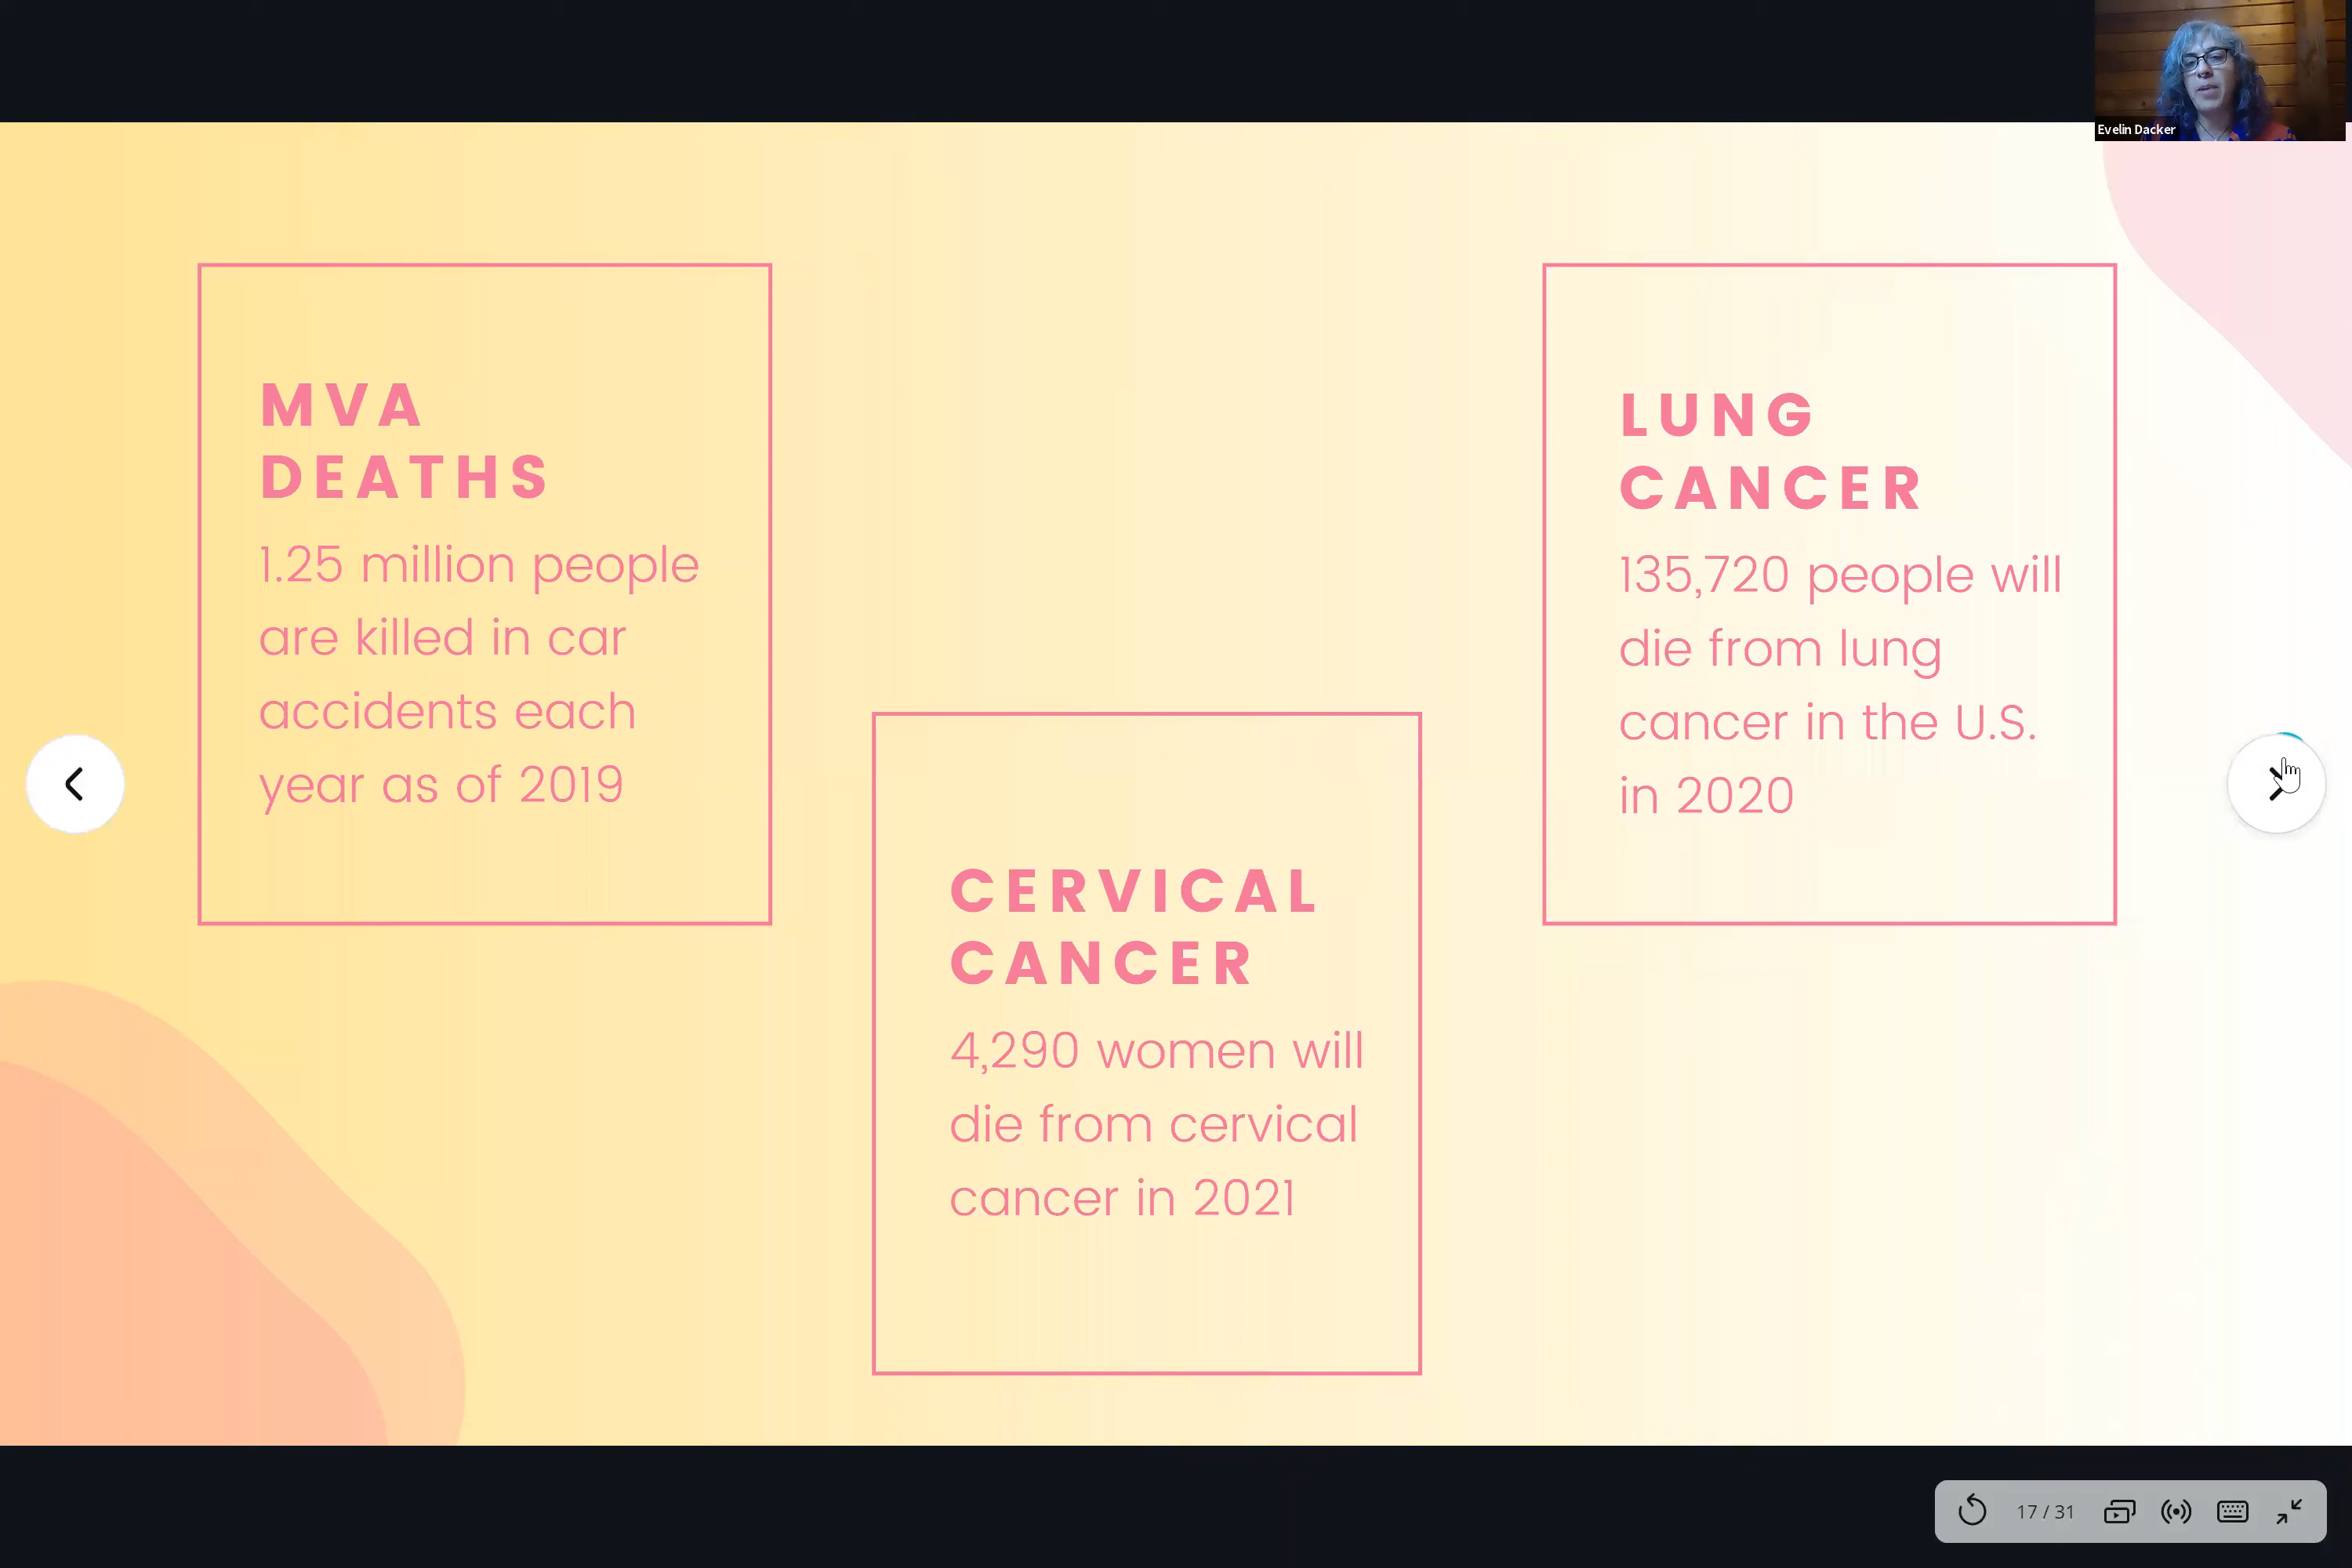 Evelin Dacker
MVA
DEATHS
1.25 million people
are killed in car
accidents each
year as of 2019
CERVICAL
CANCER
4,290 women will
die from cervical
cancer in 2021
LUNG
CANCER
135,720 people will
die from lung
cancer in the U.S.
in 2020
17 / 31